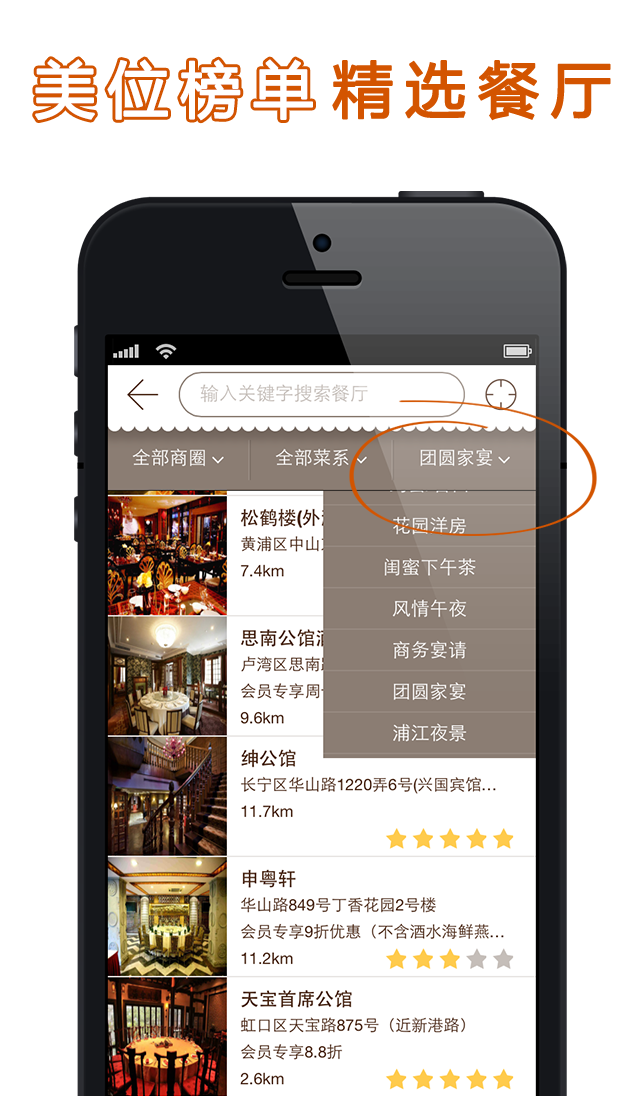 美位榜单 精选餐厅
输入关键字搜索餐厅
全部商圈 全部菜系 团圆家宴
花园洋房
闺蜜下午茶
风情午夜
商务宴请
团圆家宴
浦江夜景
松鹤楼(外
黄浦区中山
7.4km
思南公馆
卢湾区思南
会员专享周
9.6km
绅公馆
长宁区华山路1220弄6号(兴国宾馆…
11.7km
申粤轩
华山路849号丁香花园2号楼
会员专享9折优惠（不含酒水海鲜燕…
11.2km
天宝首席公馆
虹口区天宝路875号（近新港路）
会员专享8.8折
2.6km